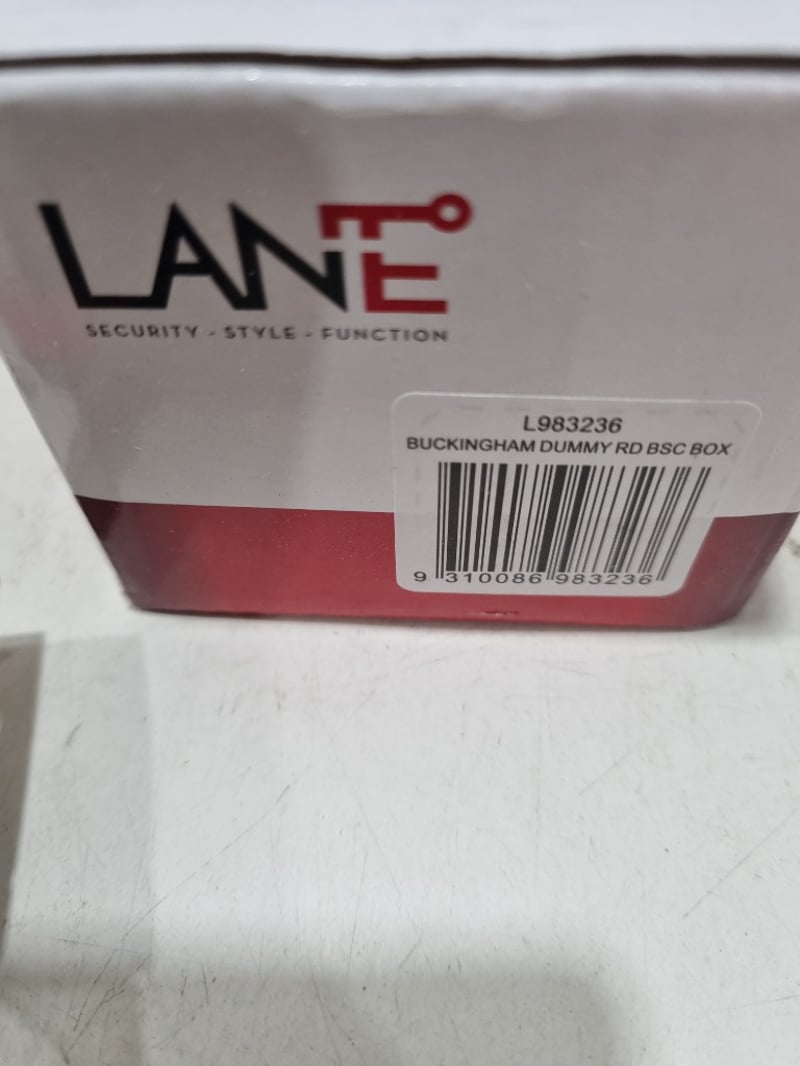 LANE
SECURITY - STYLE - FUNCTION
L983236
BUCKINGHAM DUMMY RD BSC BOX
9 310086 983236